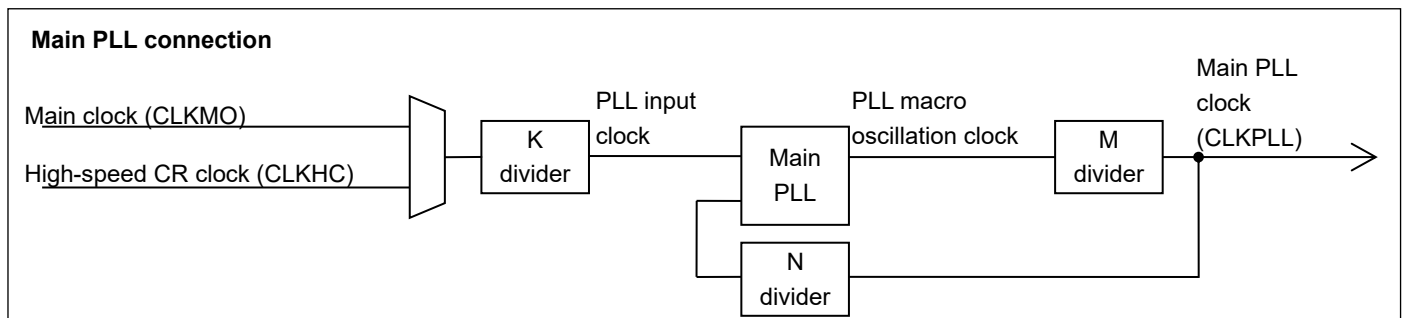 Main PLL connection
Main clock (CLKMO)
High-speed CR clock (CLKHC)
K
divider
PLL input
clock
Main
PLL
PLL macro
oscillation clock
M
divider
Main PLL
clock
(CLKPLL)
N
divider